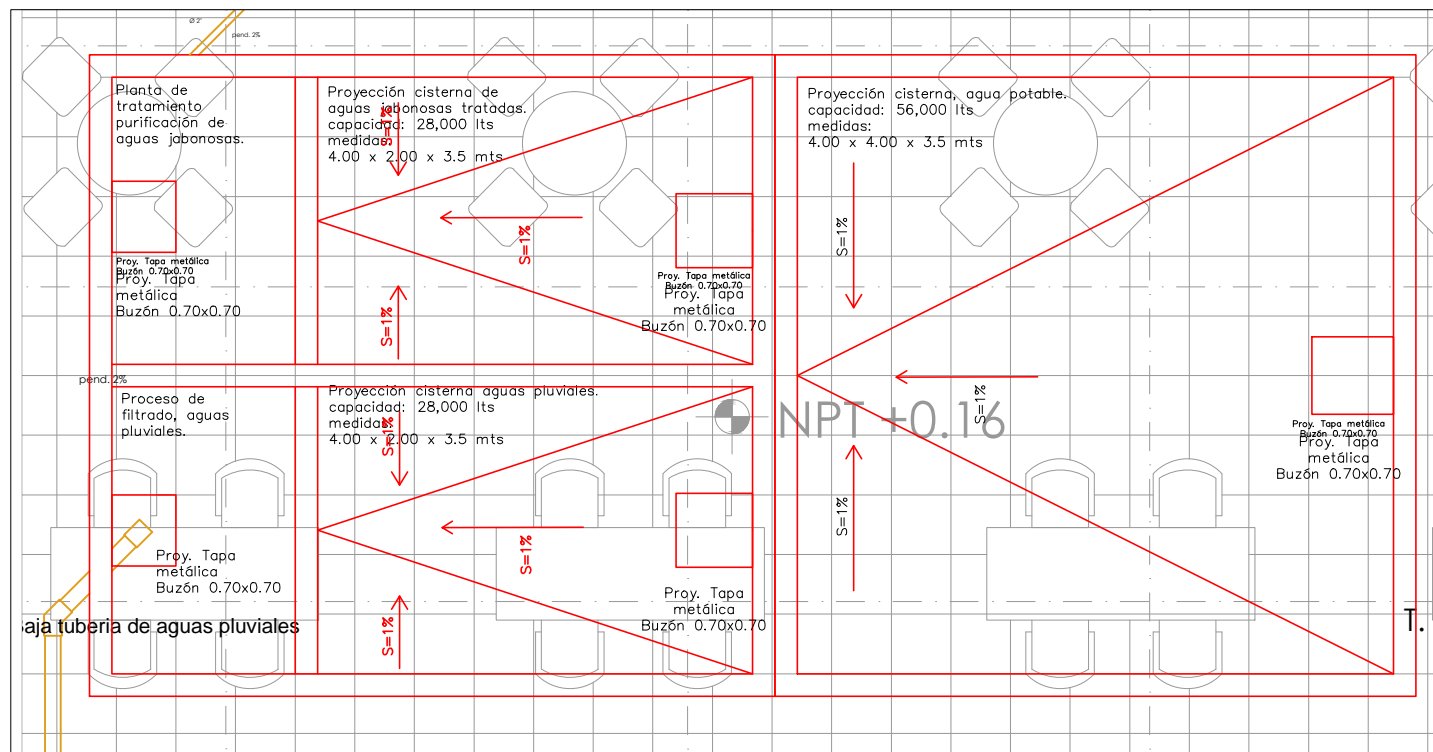 Ø 2"
pend. 2%
Planta de
tratamiento
purificación de
aguas jabonosas.
Proyección cisterna de
aguas jabonosas tratadas.
capacidad: 28,000 lts
medidas:
4.00 x 2.00 x 3.5 mts
Proyección cisterna, agua potable.
capacidad: 56,000 lts
medidas:
4.00 x 4.00 x 3.5 mts
S=1%
S=1%
S=1%
S=1%
Proy. Tapa metálica
Buzón 0.70x0.70
Proy. Tapa
metálica
Buzón 0.70x0.70
Proy. Tapa metálica
Buzón 0.70x0.70
Proy. Tapa
metálica
Buzón 0.70x0.70
pend. 2%
Proceso de
filtrado, aguas
pluviales.
Proyección cisterna aguas pluviales.
capacidad: 28,000 lts
medidas:
4.00 x 2.00 x 3.5 mts
S=1%
NPT +0.16
S=1%
Proy. Tapa metálica
Buzón 0.70x0.70
Proy. Tapa
metálica
Buzón 0.70x0.70
S=1%
S=1%
Proy. Tapa
metálica
Buzón 0.70x0.70
Proy. Tapa
metálica
Buzón 0.70x0.70
S=1%
Baja tuberia de aguas pluviales
T.